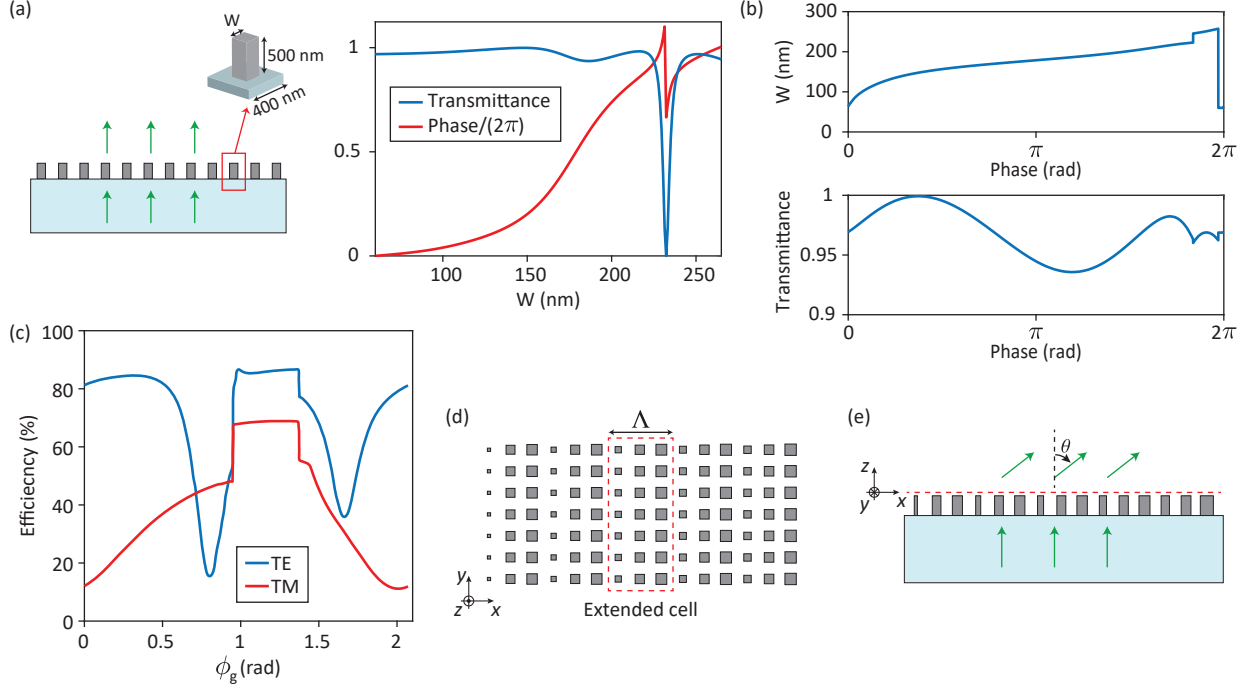 (a)
W
500 nm
400 nm
1
0.5
0
Transmittance
Phase/(2π)
100
150
200
250
W (nm)
(b)
300
200
100
0
W (nm)
0
π
2π
Phase (rad)
1
0.95
0.9
Transmittance
0
π
2π
Phase (rad)
(c)
100
80
60
40
20
0
Efficiecncy (%)
TE
TM
0
0.5
1
1.5
2
ϕg (rad)
(d)
Λ
y
z
x
Extended cell
(e)
θ
z
y
x